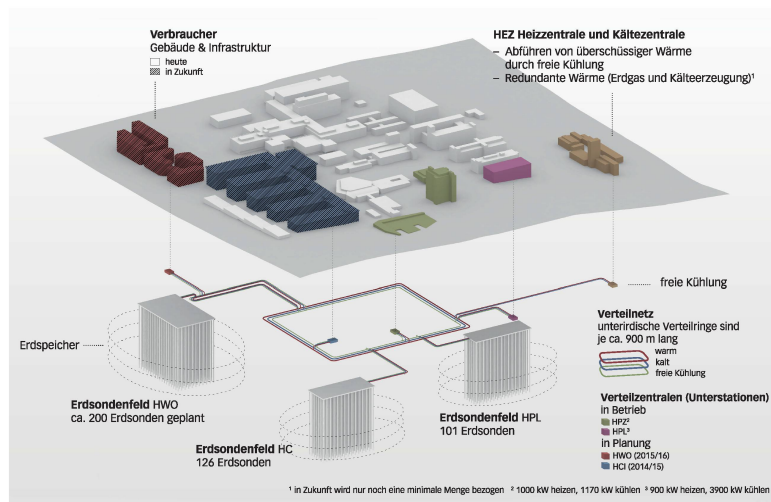 Verbraucher
Gebäude & Infrastruktur
heute
in Zukunft
HEZ Heizzentrale und Kältezentrale
– Abführen von überschüssiger Wärme
durch freie Kühlung
– Redundante Wärme (Erdgas und Kälteerzeugung)¹
freie Kühlung
Erdspeicher
Verteilnetz
unterirdische Verteilringe sind
je ca. 900 m lang
warm
kalt
freie Kühlung
Erdsondenfeld HWO
ca. 200 Erdsonden geplant
Erdsondenfeld HC
126 Erdsonden
Erdsondenfeld HPL
101 Erdsonden
Verteilzentralen (Unterstationen)
in Betrieb
HPZ²
HPL³
in Planung
HWO (2015/16)
HCI (2014/15)
¹ in Zukunft wird nur noch eine minimale Menge bezogen ² 1000 kW heizen, 1170 kW kühlen ³ 900 kW heizen, 3900 kW kühlen